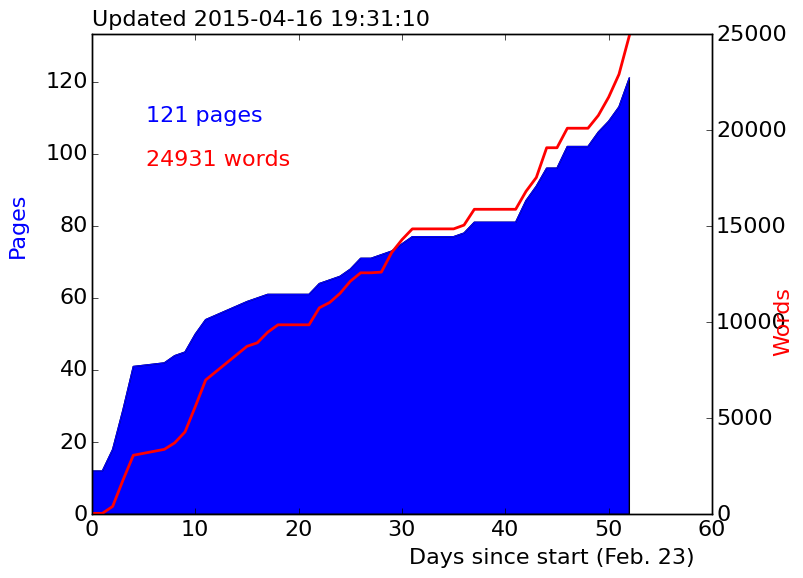 Updated 2015-04-16 19:31:10
121 pages
24931 words
Pages
120
100
80
60
40
20
0
25000
20000
15000
10000
5000
0
Words
0 10 20 30 40 50 60
Days since start (Feb. 23)